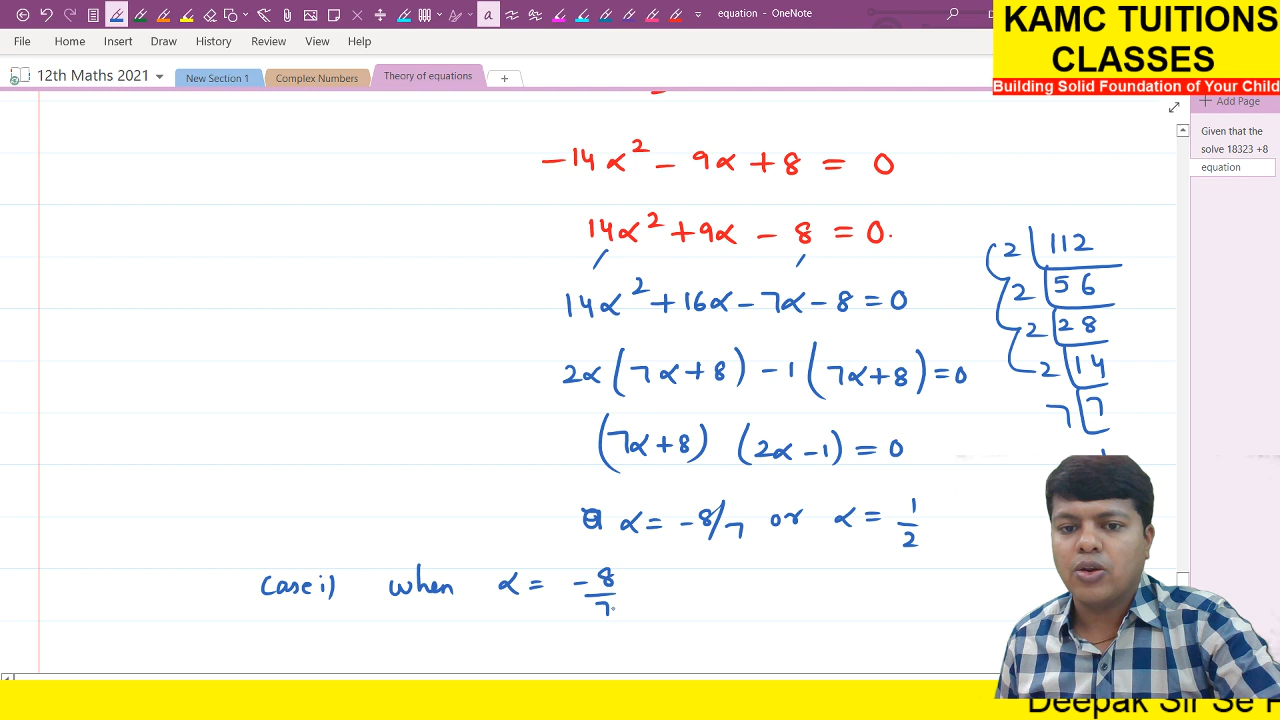 equation - OneNote
KAMC TUITIONS
CLASSES
Building Solid Foundation of Your Child
File Home Insert Draw History Review View Help
12th Maths 2021
New Section 1
Complex Numbers
Theory of equations
Add Page
Given that the
solve 18323 +8
equation
-14α² - 9α + 8 = 0
14α² + 9α - 8 = 0.
14α² + 16α - 7α - 8 = 0
2α (7α + 8) - 1 (7α + 8) = 0
(7α + 8) (2α - 1) = 0
α = -8/7 or α = 1/2
Case i) when α = -8/7
2 | 112
2 | 56
2 | 28
2 | 14
7 | 7
Deepak Sir Se